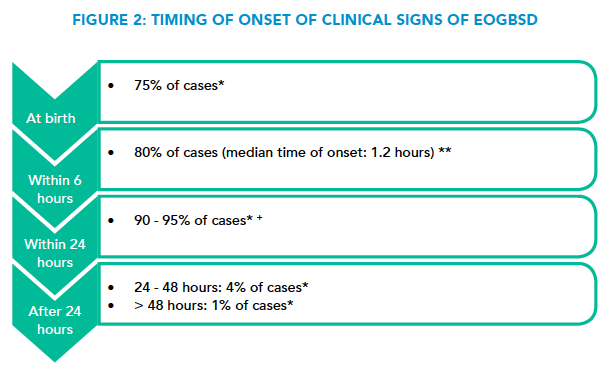 FIGURE 2: TIMING OF ONSET OF CLINICAL SIGNS OF EOGBSD
At birth
• 75% of cases*
Within 6
hours
• 80% of cases (median time of onset: 1.2 hours) **
Within 24
hours
• 90 - 95% of cases* +
After 24
hours
• 24 - 48 hours: 4% of cases*
• > 48 hours: 1% of cases*